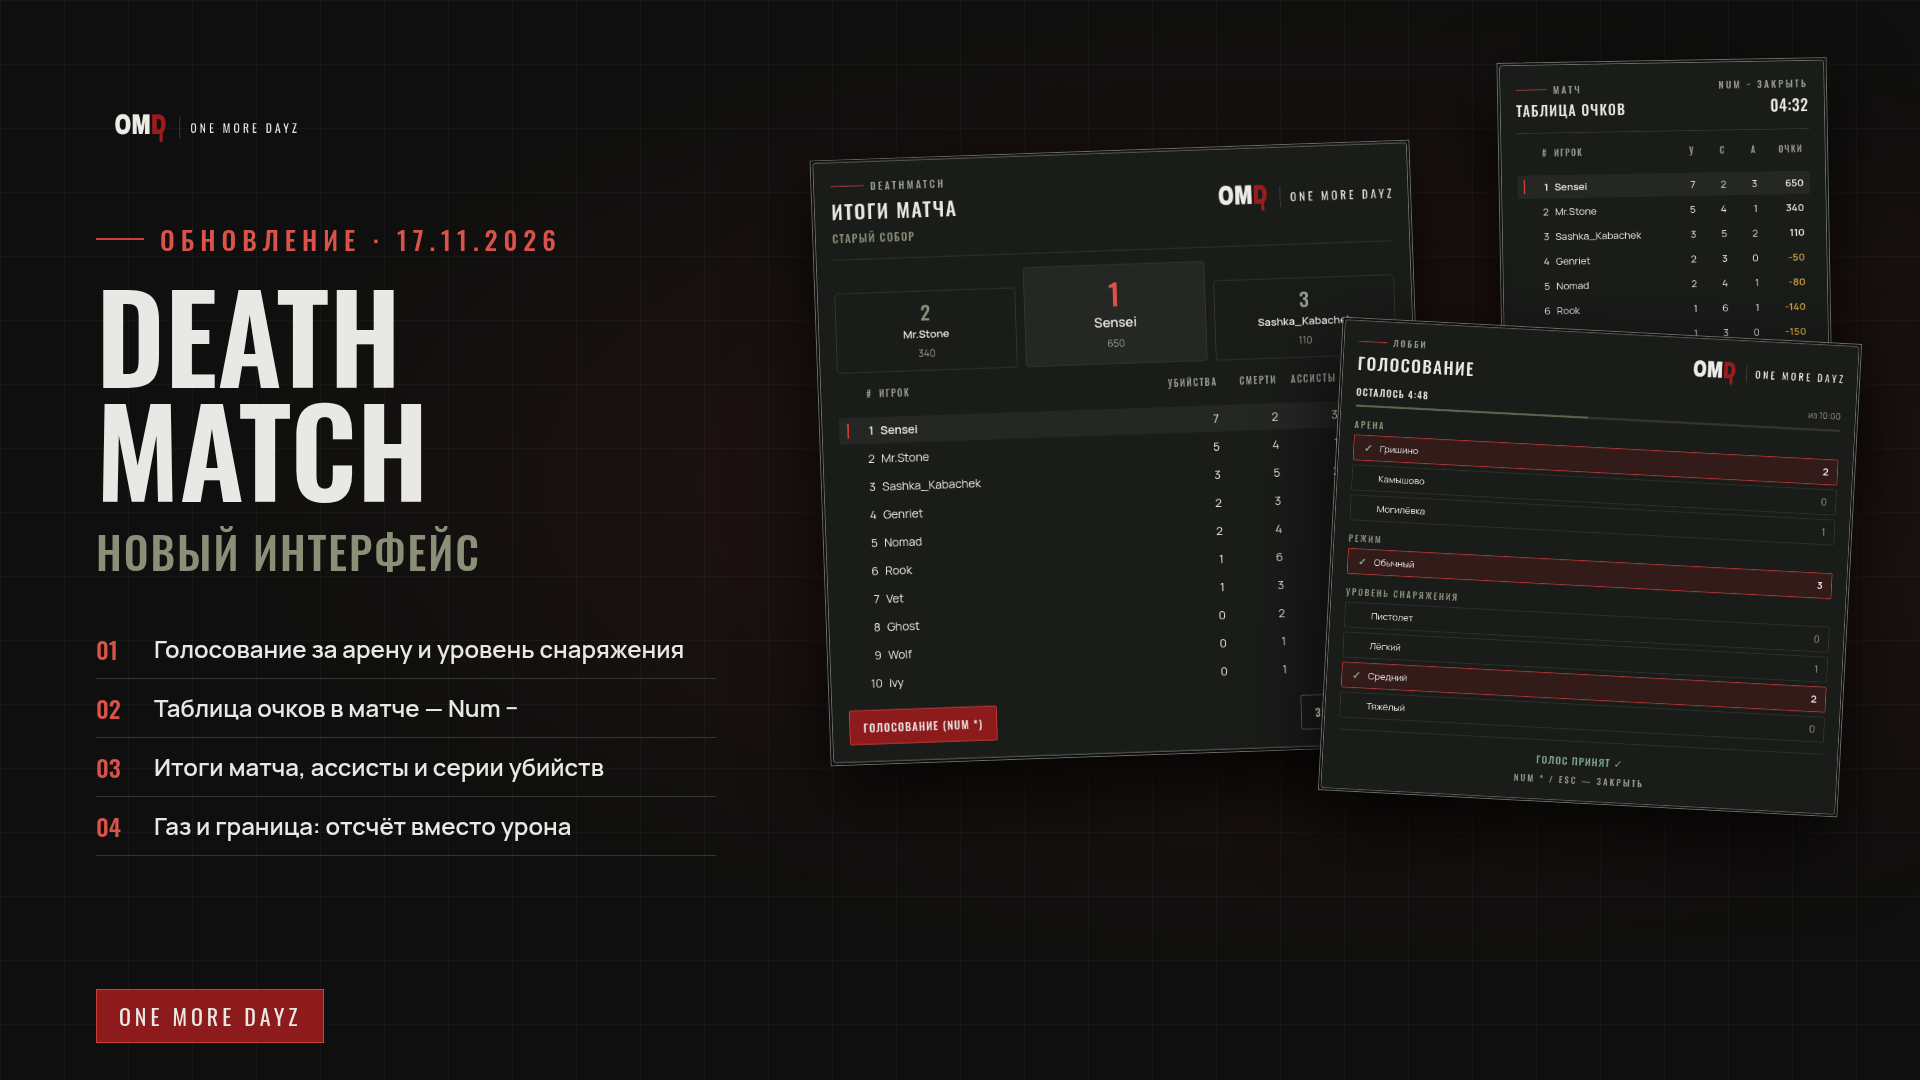 OMD | ONE MORE DAYZ
ОБНОВЛЕНИЕ · 17.11.2026
DEATH
MATCH
НОВЫЙ ИНТЕРФЕЙС
01 Голосование за арену и уровень снаряжения
02 Таблица очков в матче — Num −
03 Итоги матча, ассисты и серии убийств
04 Газ и граница: отсчёт вместо урона
ONE MORE DAYZ
DEATHMATCH
ИТОГИ МАТЧА
СТАРЫЙ СОБОР
OMD | ONE MORE DAYZ
2
Mr.Stone
340
1
Sensei
650
3
110
# ИГРОК УБИЙСТВА СМЕРТИ АССИСТЫ
1 Sensei 7 2 3
2 Mr.Stone 5 4
3 Sashka_Kabachek 3 5
4 Genriet 2 3
5 Nomad 2 4
6 Rook 1 6
7 Vet 1 3
8 Ghost 0 2
9 Wolf 0 1
10 Ivy 0 1
ГОЛОСОВАНИЕ (NUM *)
МАТЧ
NUM - ЗАКРЫТЬ
ТАБЛИЦА ОЧКОВ
04:32
# ИГРОК У С А ОЧКИ
1 Sensei 7 2 3 650
2 Mr.Stone 5 4 1 340
3 Sashka_Kabachek 3 5 2 110
4 Genriet 2 3 0 -50
5 Nomad 2 4 1 -80
6 Rook 1 6 1 -140
1 3 0 -150
ЛОББИ
ГОЛОСОВАНИЕ
OMD | ONE MORE DAYZ
ОСТАЛОСЬ 4:48
из 10:00
АРЕНА
✓ Гришино 2
Камышово 0
Могилёвка 1
РЕЖИМ
✓ Обычный 3
УРОВЕНЬ СНАРЯЖЕНИЯ
Пистолет 0
Лёгкий 1
✓ Средний 2
Тяжёлый 0
ГОЛОС ПРИНЯТ ✓
NUM * / ESC — ЗАКРЫТЬ